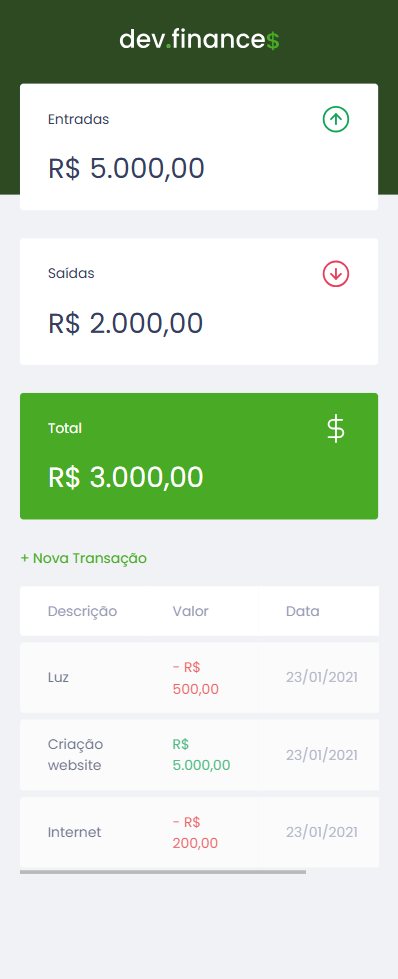 dev.finance$
Entradas
R$ 5.000,00
Saídas
R$ 2.000,00
Total
$
R$ 3.000,00
+ Nova Transação
Descrição Valor Data
Luz - R$ 500,00 23/01/2021
Criação website R$ 5.000,00 23/01/2021
Internet - R$ 200,00 23/01/2021